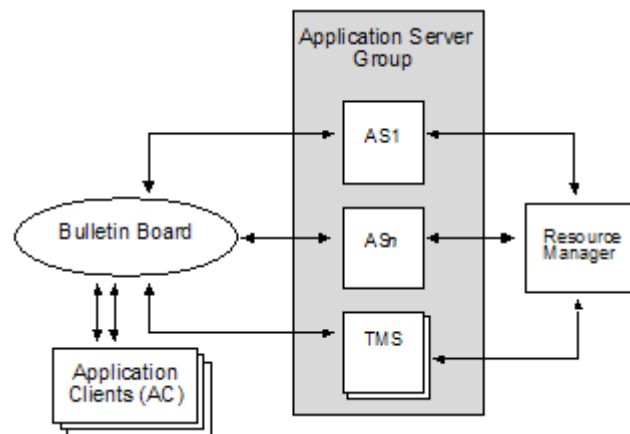 Application Server
Group
AS1
Bulletin Board
ASn
Resource
Manager
TMS
Application
Clients (AC)